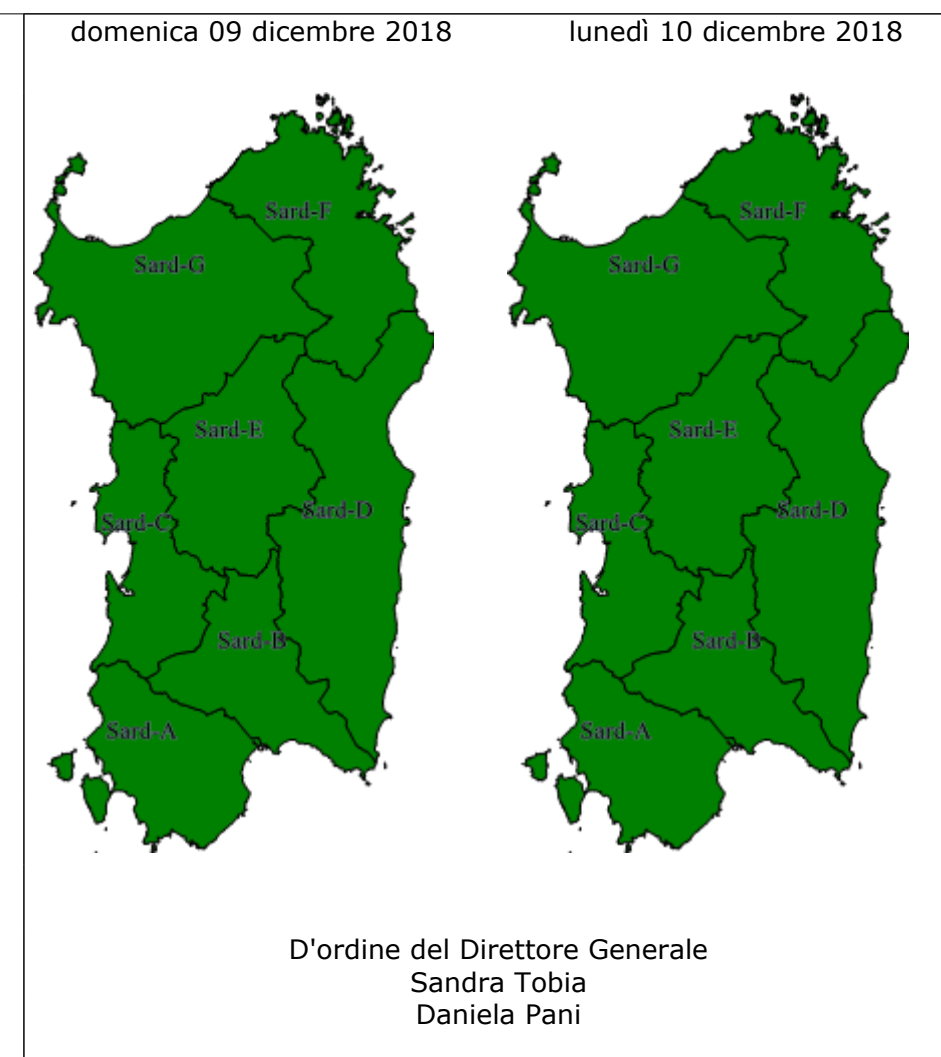 domenica 09 dicembre 2018
lunedì 10 dicembre 2018
Sard-F
Sard-G
Sard-E
Sard-D
Sard-C
Sard-B
Sard-A
Sard-F
Sard-G
Sard-E
Sard-D
Sard-C
Sard-B
Sard-A
D'ordine del Direttore Generale
Sandra Tobia
Daniela Pani